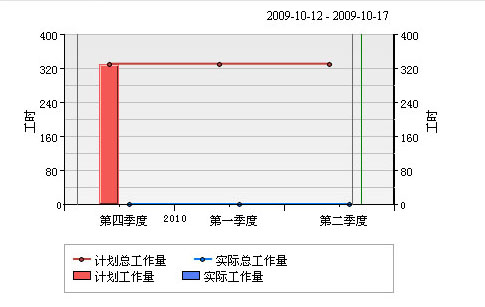 2009-10-12 - 2009-10-17
400 400
320 320
240 240
160 160
80 80
0 0
工时 工时
第四季度 2010 第一季度 第二季度
计划总工作量 实际总工作量
计划工作量 实际工作量